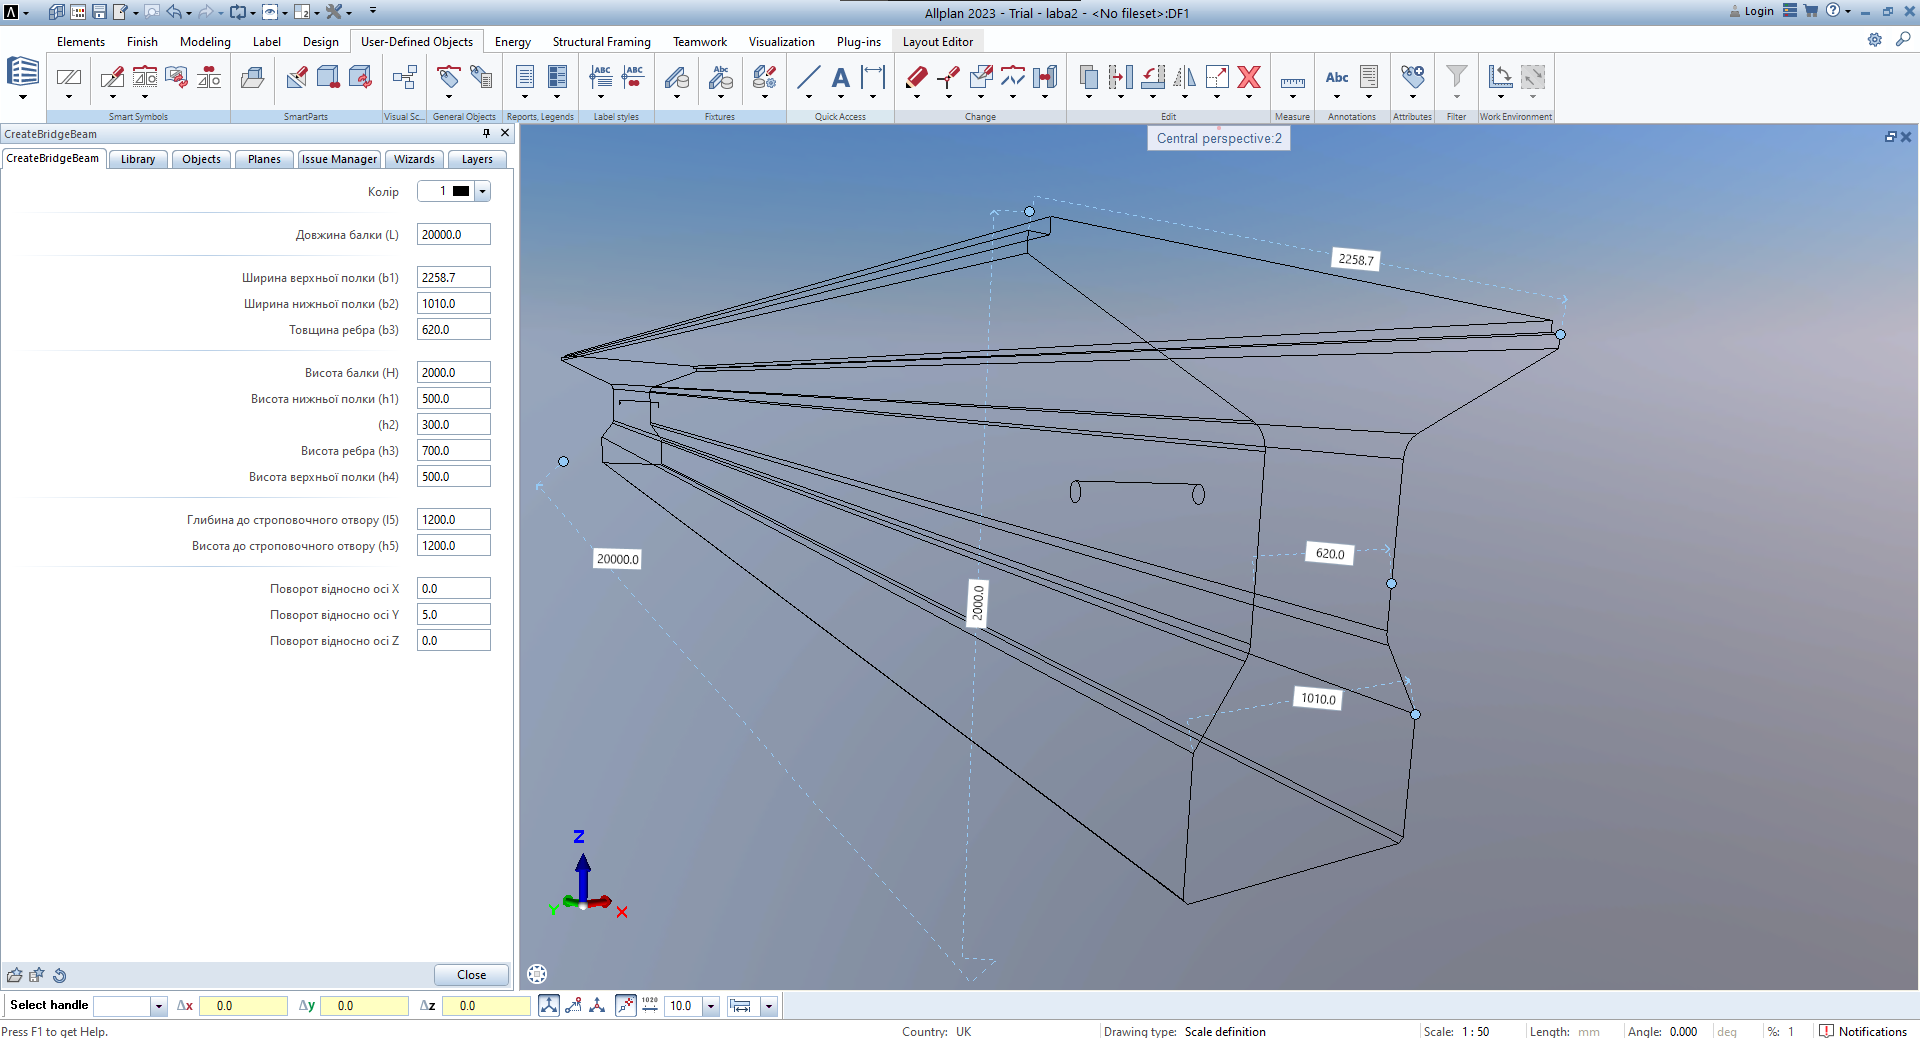 Allplan 2023 - Trial - laba2 - <No fileset>:DF1
Login
Elements Finish Modeling Label Design User-Defined Objects Energy Structural Framing Teamwork Visualization Plug-ins Layout Editor
Smart Symbols SmartParts Visual Sc... General Objects Reports, Legends Label styles Fixtures Quick Access Change Edit Measure Annotations Attributes Filter Work Environment
CreateBridgeBeam
CreateBridgeBeam Library Objects Planes Issue Manager Wizards Layers
Central perspective:2
Колір 1
Довжина балки (L) 20000.0
Ширина верхньої полки (b1) 2258.7
Ширина нижньої полки (b2) 1010.0
Товщина ребра (b3) 620.0
Висота балки (H) 2000.0
Висота нижньої полки (h1) 500.0
(h2) 300.0
Висота ребра (h3) 700.0
Висота верхньої полки (h4) 500.0
Глибина до строповочного отвору (l5) 1200.0
Висота до строповочного отвору (h5) 1200.0
Поворот відносно осі X 0.0
Поворот відносно осі Y 5.0
Поворот відносно осі Z 0.0
2258.7
620.0
20000.0
2000.0
1010.0
Z
Y
X
Close
Select handle Δx 0.0 Δy 0.0 Δz 0.0 1020 10.0
Press F1 to get Help. Country: UK Drawing type: Scale definition Scale: 1 : 50 Length: mm Angle: 0.000 deg %: 1 Notifications